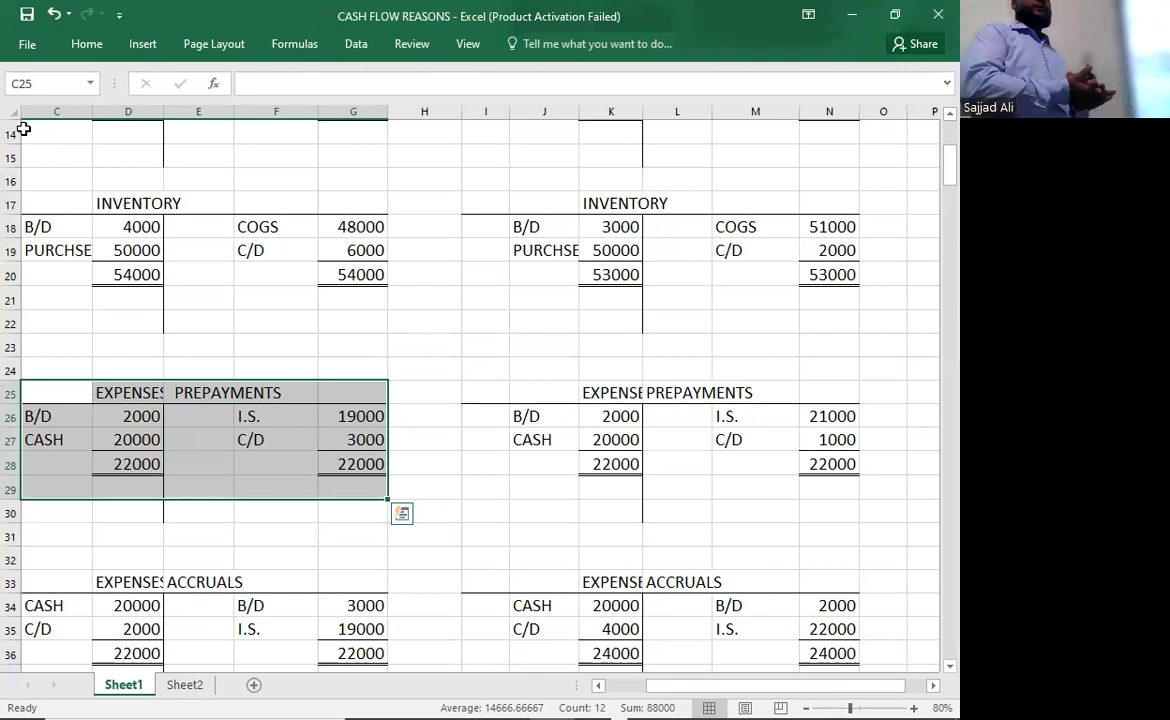 CASH FLOW REASONS - Excel (Product Activation Failed)
File Home Insert Page Layout Formulas Data Review View Tell me what you want to do... Share
Sajjad Ali
C25 fx
C D E F G H I J K L M N O P
14
15
16
17 INVENTORY INVENTORY
18 B/D 4000 COGS 48000 B/D 3000 COGS 51000
19 PURCHSE 50000 C/D 6000 PURCHSE 50000 C/D 2000
20 54000 54000 53000 53000
21
22
23
24
25 EXPENSES PREPAYMENTS EXPENSE PREPAYMENTS
26 B/D 2000 I.S. 19000 B/D 2000 I.S. 21000
27 CASH 20000 C/D 3000 CASH 20000 C/D 1000
28 22000 22000 22000 22000
29
30
31
32
33 EXPENSES ACCRUALS EXPENSE ACCRUALS
34 CASH 20000 B/D 3000 CASH 20000 B/D 2000
35 C/D 2000 I.S. 19000 C/D 4000 I.S. 22000
36 22000 22000 24000 24000
Sheet1 Sheet2
Ready Average: 14666.66667 Count: 12 Sum: 88000 80%